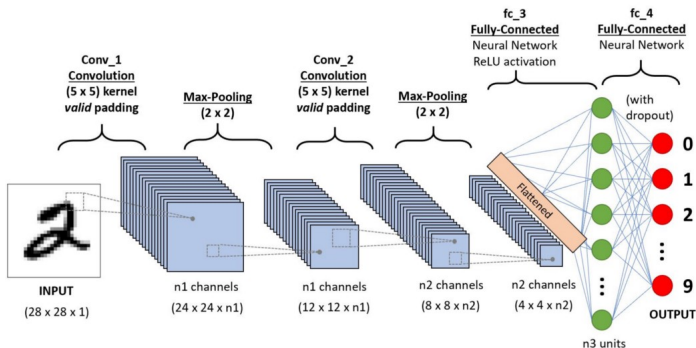 fc_3
Fully-Connected
Neural Network
ReLU activation
fc_4
Fully-Connected
Neural Network
Conv_1
Convolution
(5 x 5) kernel
valid padding
Max-Pooling
(2 x 2)
Conv_2
Convolution
(5 x 5) kernel
valid padding
Max-Pooling
(2 x 2)
(with
dropout)
Flattened
0
1
2
9
2
INPUT
(28 x 28 x 1)
n1 channels
(24 x 24 x n1)
n1 channels
(12 x 12 x n1)
n2 channels
(8 x 8 x n2)
n2 channels
(4 x 4 x n2)
n3 units
OUTPUT